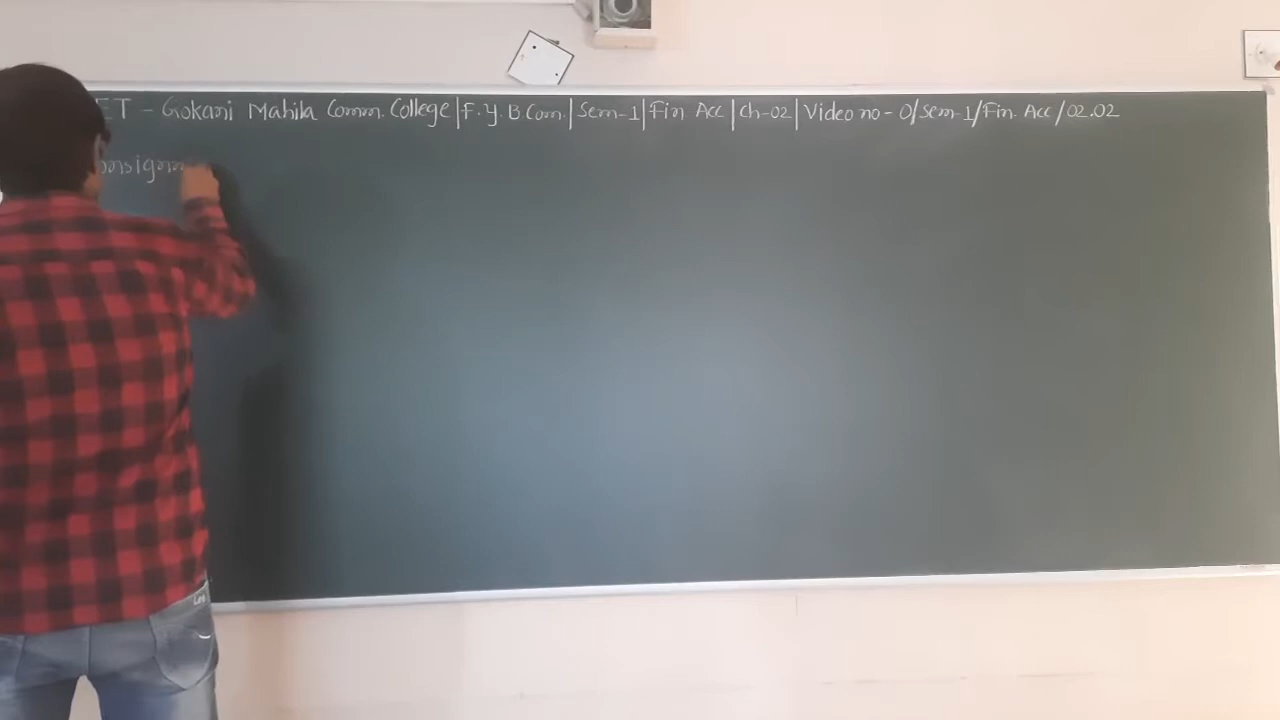 ET - Gokani Mahila Comm. College | F. Y. B. Com. | Sem-1 | Fin Acc | Ch-02 | Video no - 0/Sem-1/Fin. Acc/02.02
onsignm